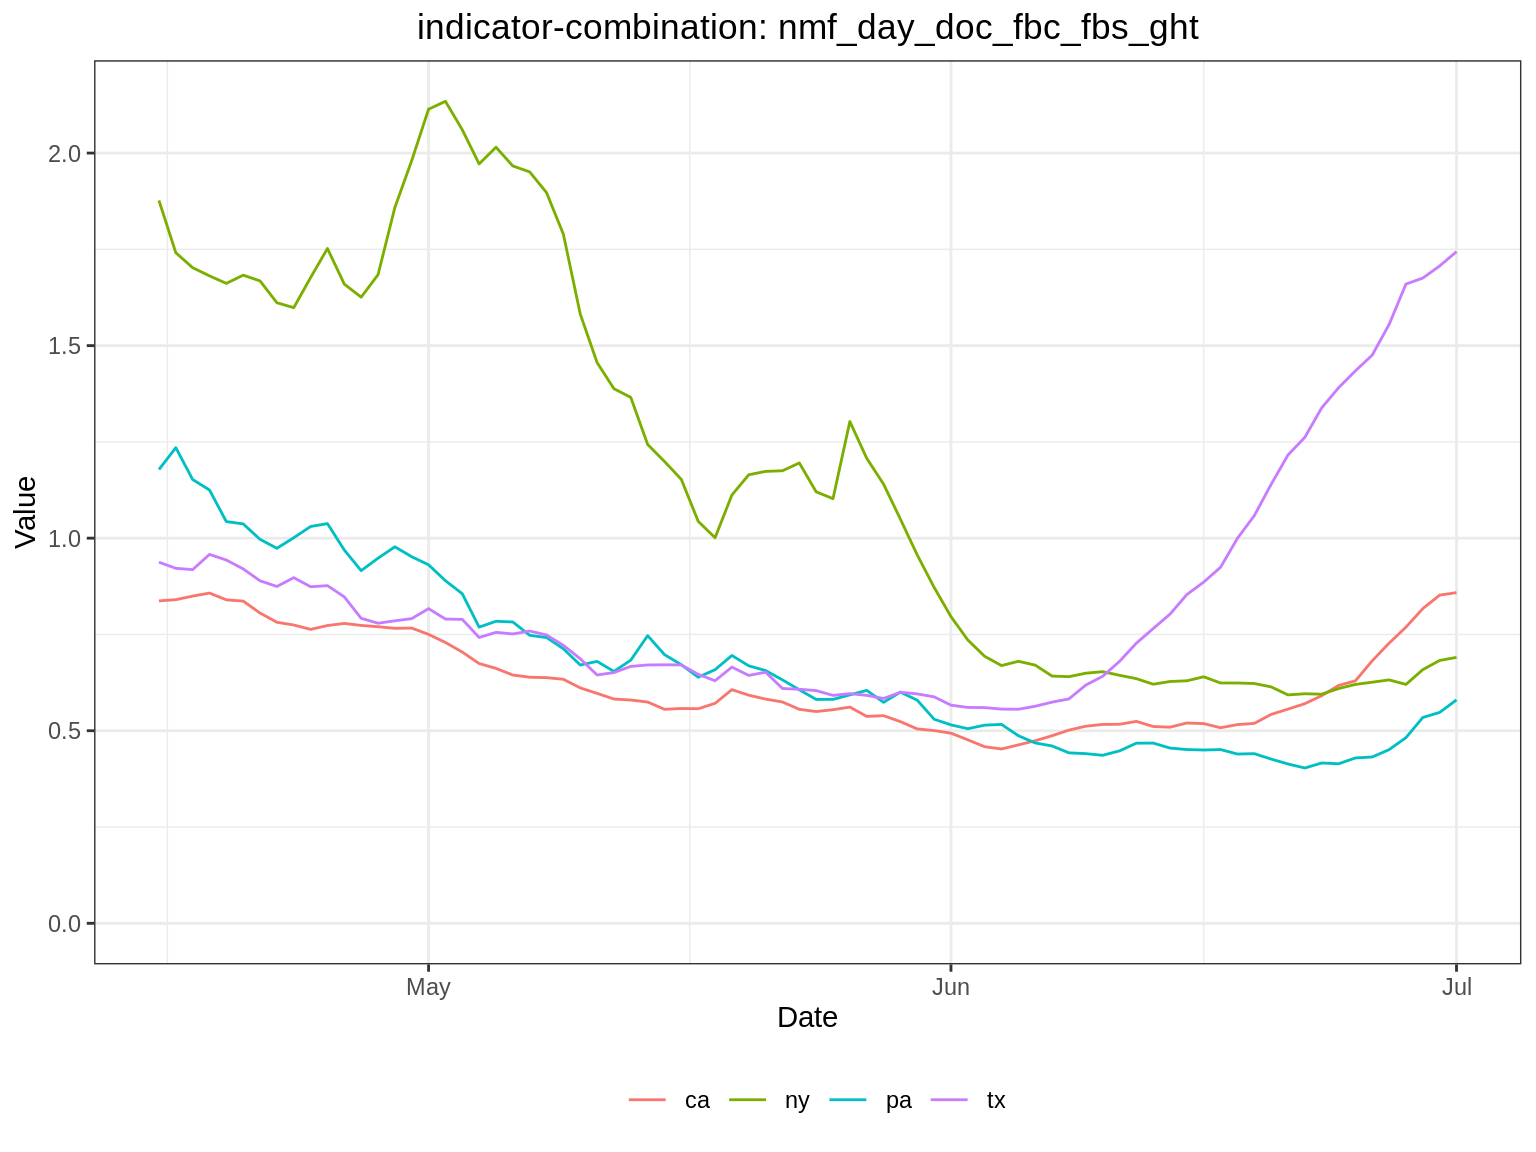 indicator-combination: nmf_day_doc_fbc_fbs_ght
Value
2.0
1.5
1.0
0.5
0.0
May Jun Jul
Date
ca ny pa tx